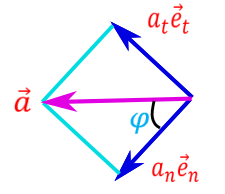 a_t e⃗_t
a⃗
φ
a_n e⃗_n